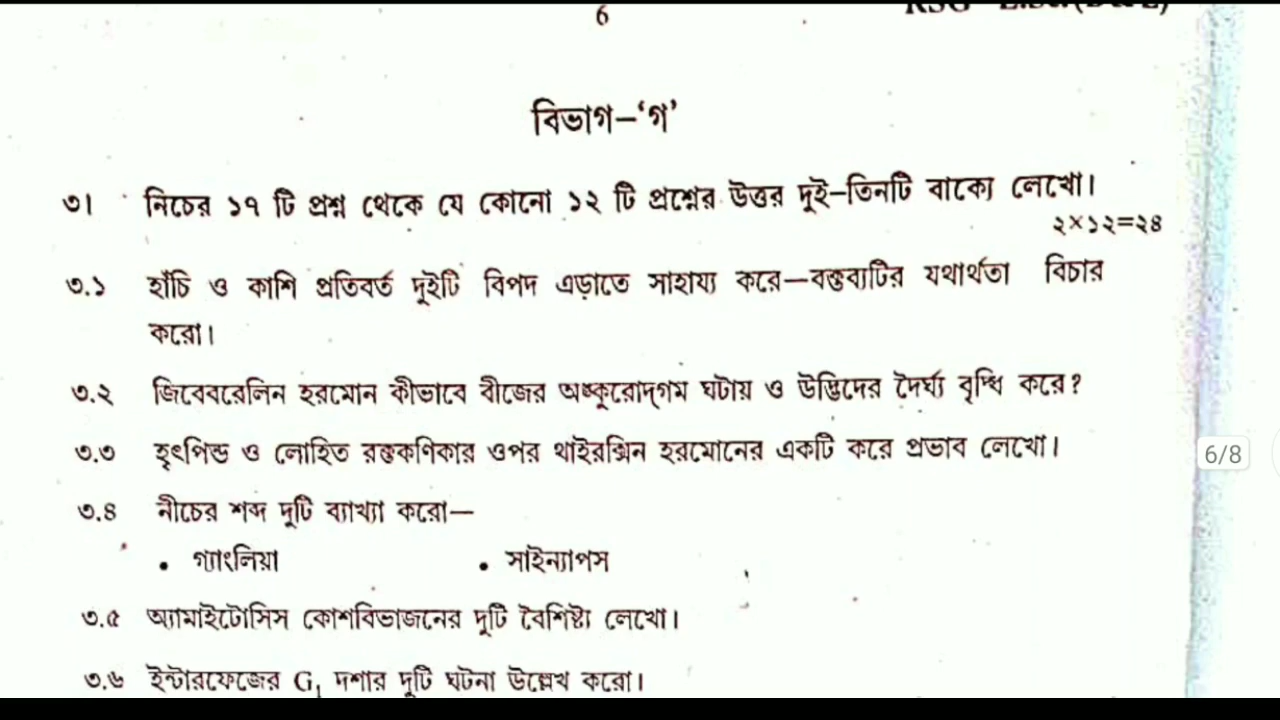 6
বিভাগ–‘গ’
৩। নিচের ১৭ টি প্রশ্ন থেকে যে কোনো ১২ টি প্রশ্নের উত্তর দুই–তিনটি বাক্যে লেখো।
২×১২=২৪
৩.১ হাঁচি ও কাশি প্রতিবর্ত দুইটি বিপদ এড়াতে সাহায্য করে—বক্তব্যটির যথার্থতা বিচার
করো।
৩.২ জিবেবরেলিন হরমোন কীভাবে বীজের অঙ্কুরোদ্‌গম ঘটায় ও উদ্ভিদের দৈর্ঘ্য বৃদ্ধি করে?
৩.৩ হৃৎপিন্ড ও লোহিত রক্তকণিকার ওপর থাইরক্সিন হরমোনের একটি করে প্রভাব লেখো।
6/8
৩.৪ নীচের শব্দ দুটি ব্যাখ্যা করো—
• গ্যাংলিয়া • সাইন্যাপস
৩.৫ অ্যামাইটোসিস কোশবিভাজনের দুটি বৈশিষ্ট্য লেখো।
৩.৬ ইন্টারফেজের G₁ দশার দুটি ঘটনা উল্লেখ করো।